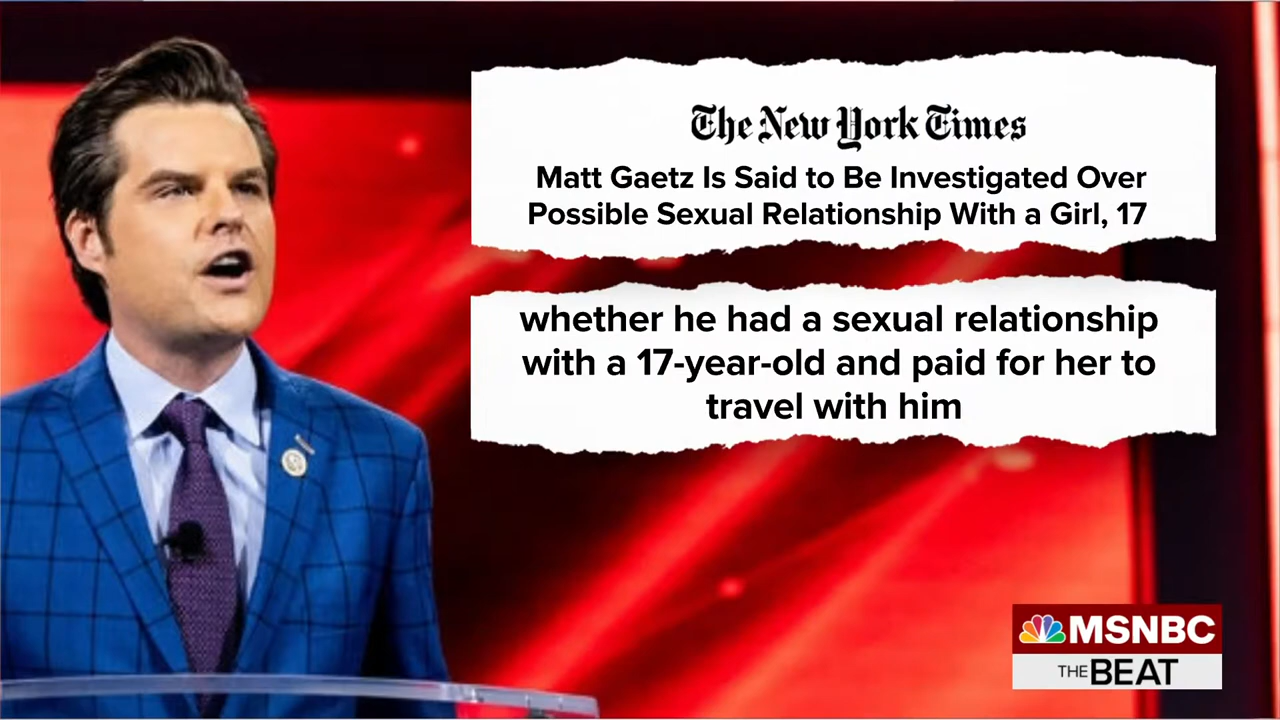 The New York Times
Matt Gaetz Is Said to Be Investigated Over
Possible Sexual Relationship With a Girl, 17
whether he had a sexual relationship
with a 17-year-old and paid for her to
travel with him
MSNBC
THE BEAT